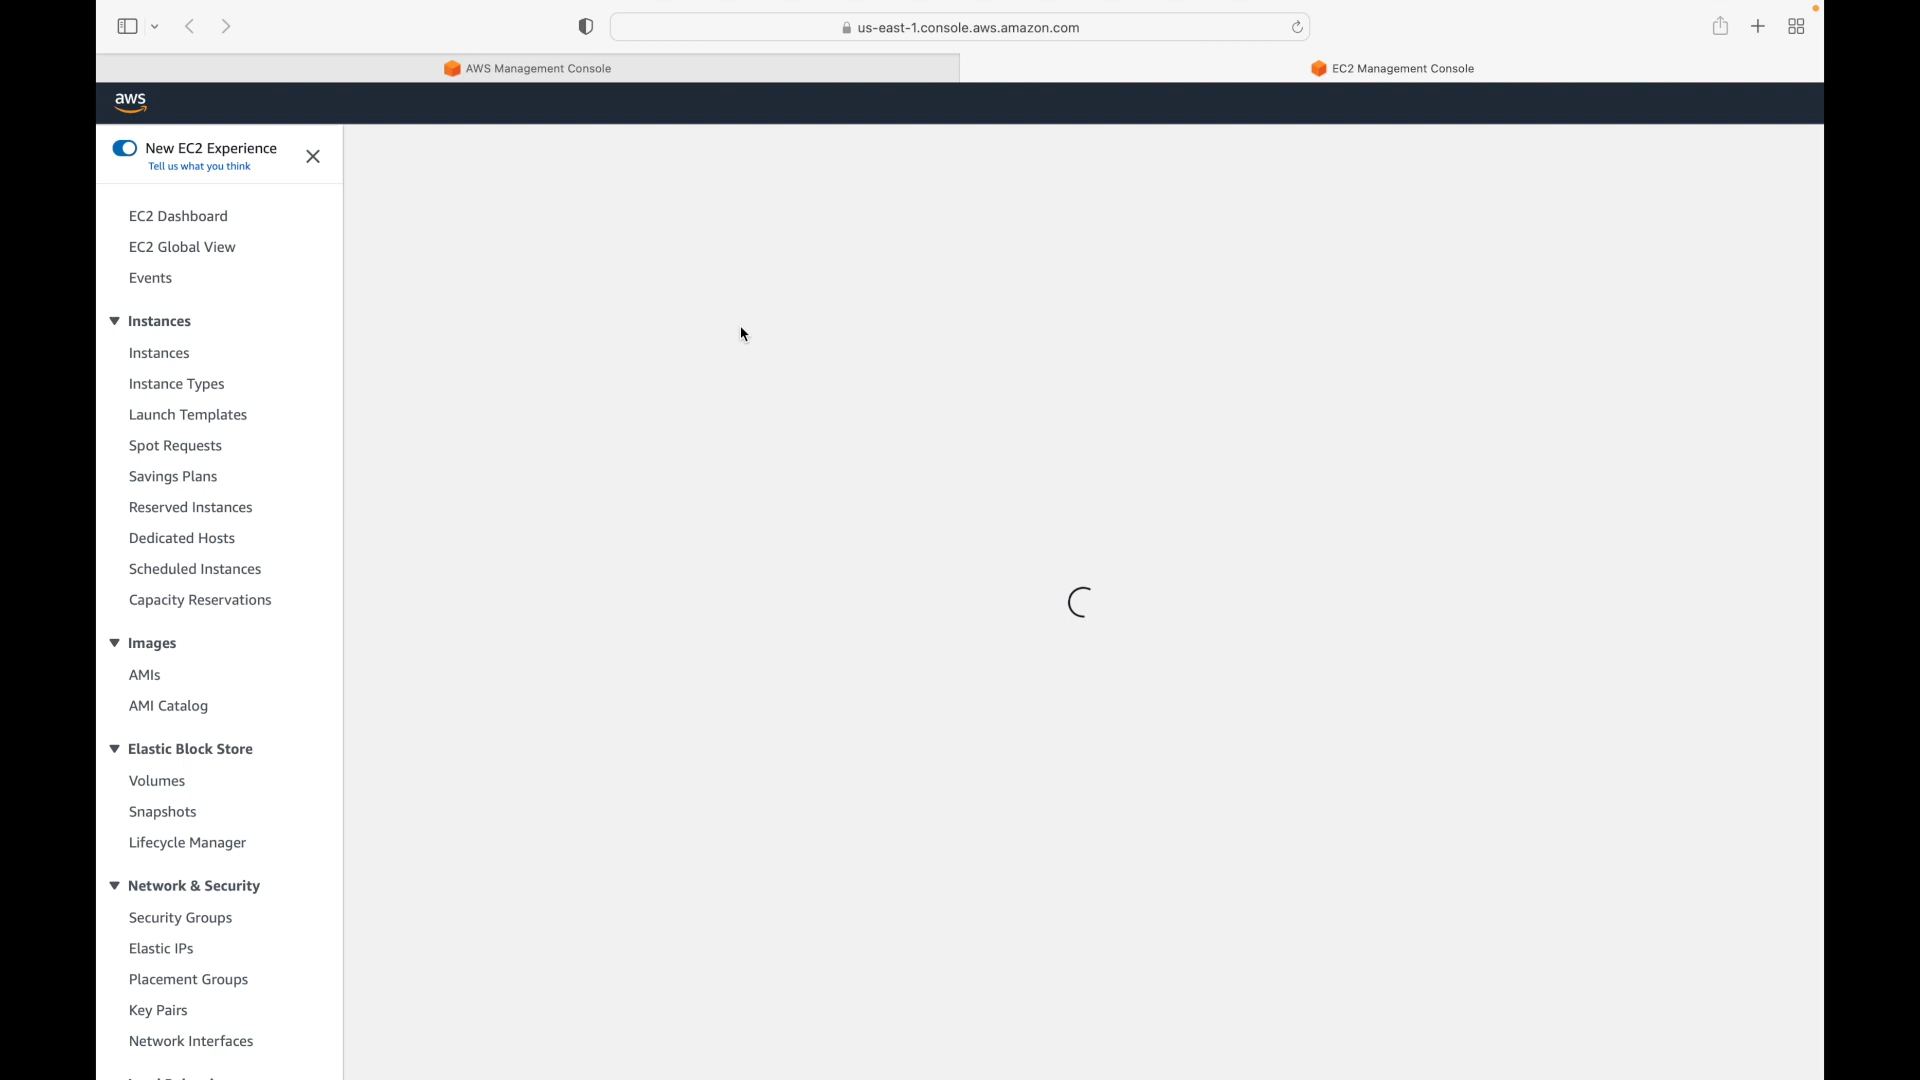 us-east-1.console.aws.amazon.com
AWS Management Console
EC2 Management Console
aws
New EC2 Experience
Tell us what you think
EC2 Dashboard
EC2 Global View
Events
Instances
Instances
Instance Types
Launch Templates
Spot Requests
Savings Plans
Reserved Instances
Dedicated Hosts
Scheduled Instances
Capacity Reservations
Images
AMIs
AMI Catalog
Elastic Block Store
Volumes
Snapshots
Lifecycle Manager
Network & Security
Security Groups
Elastic IPs
Placement Groups
Key Pairs
Network Interfaces